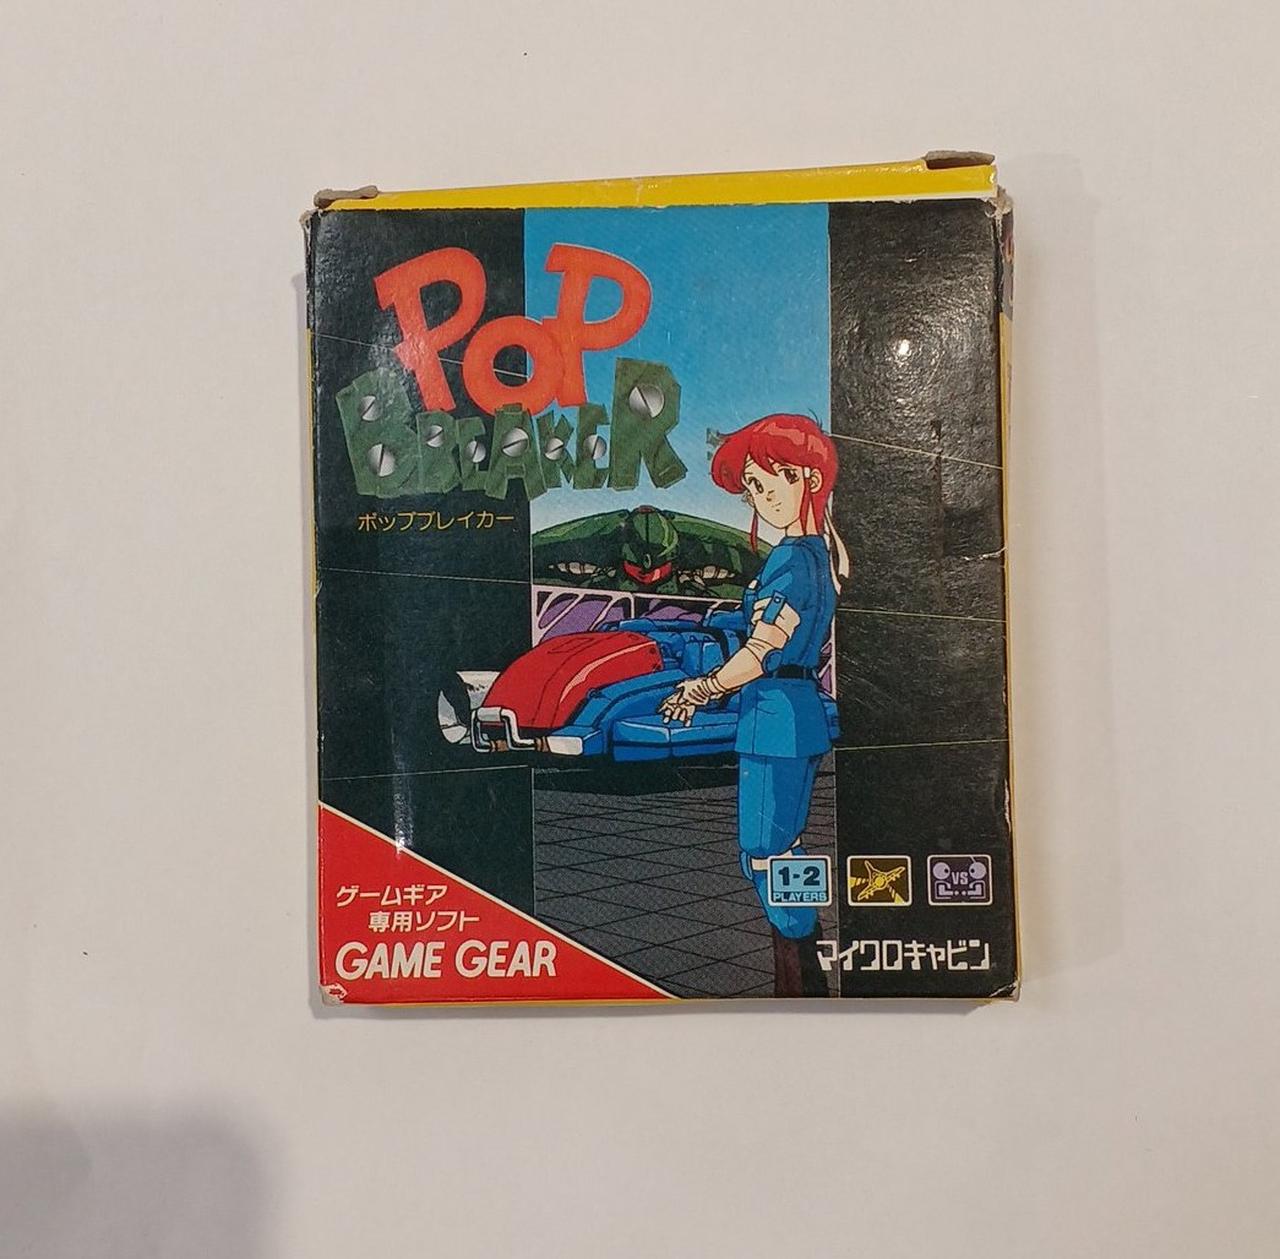 POP
BREAKER
ポップブレイカー
1-2
PLAYERS
VS
ゲームギア
専用ソフト
GAME GEAR
マイクロキャビン